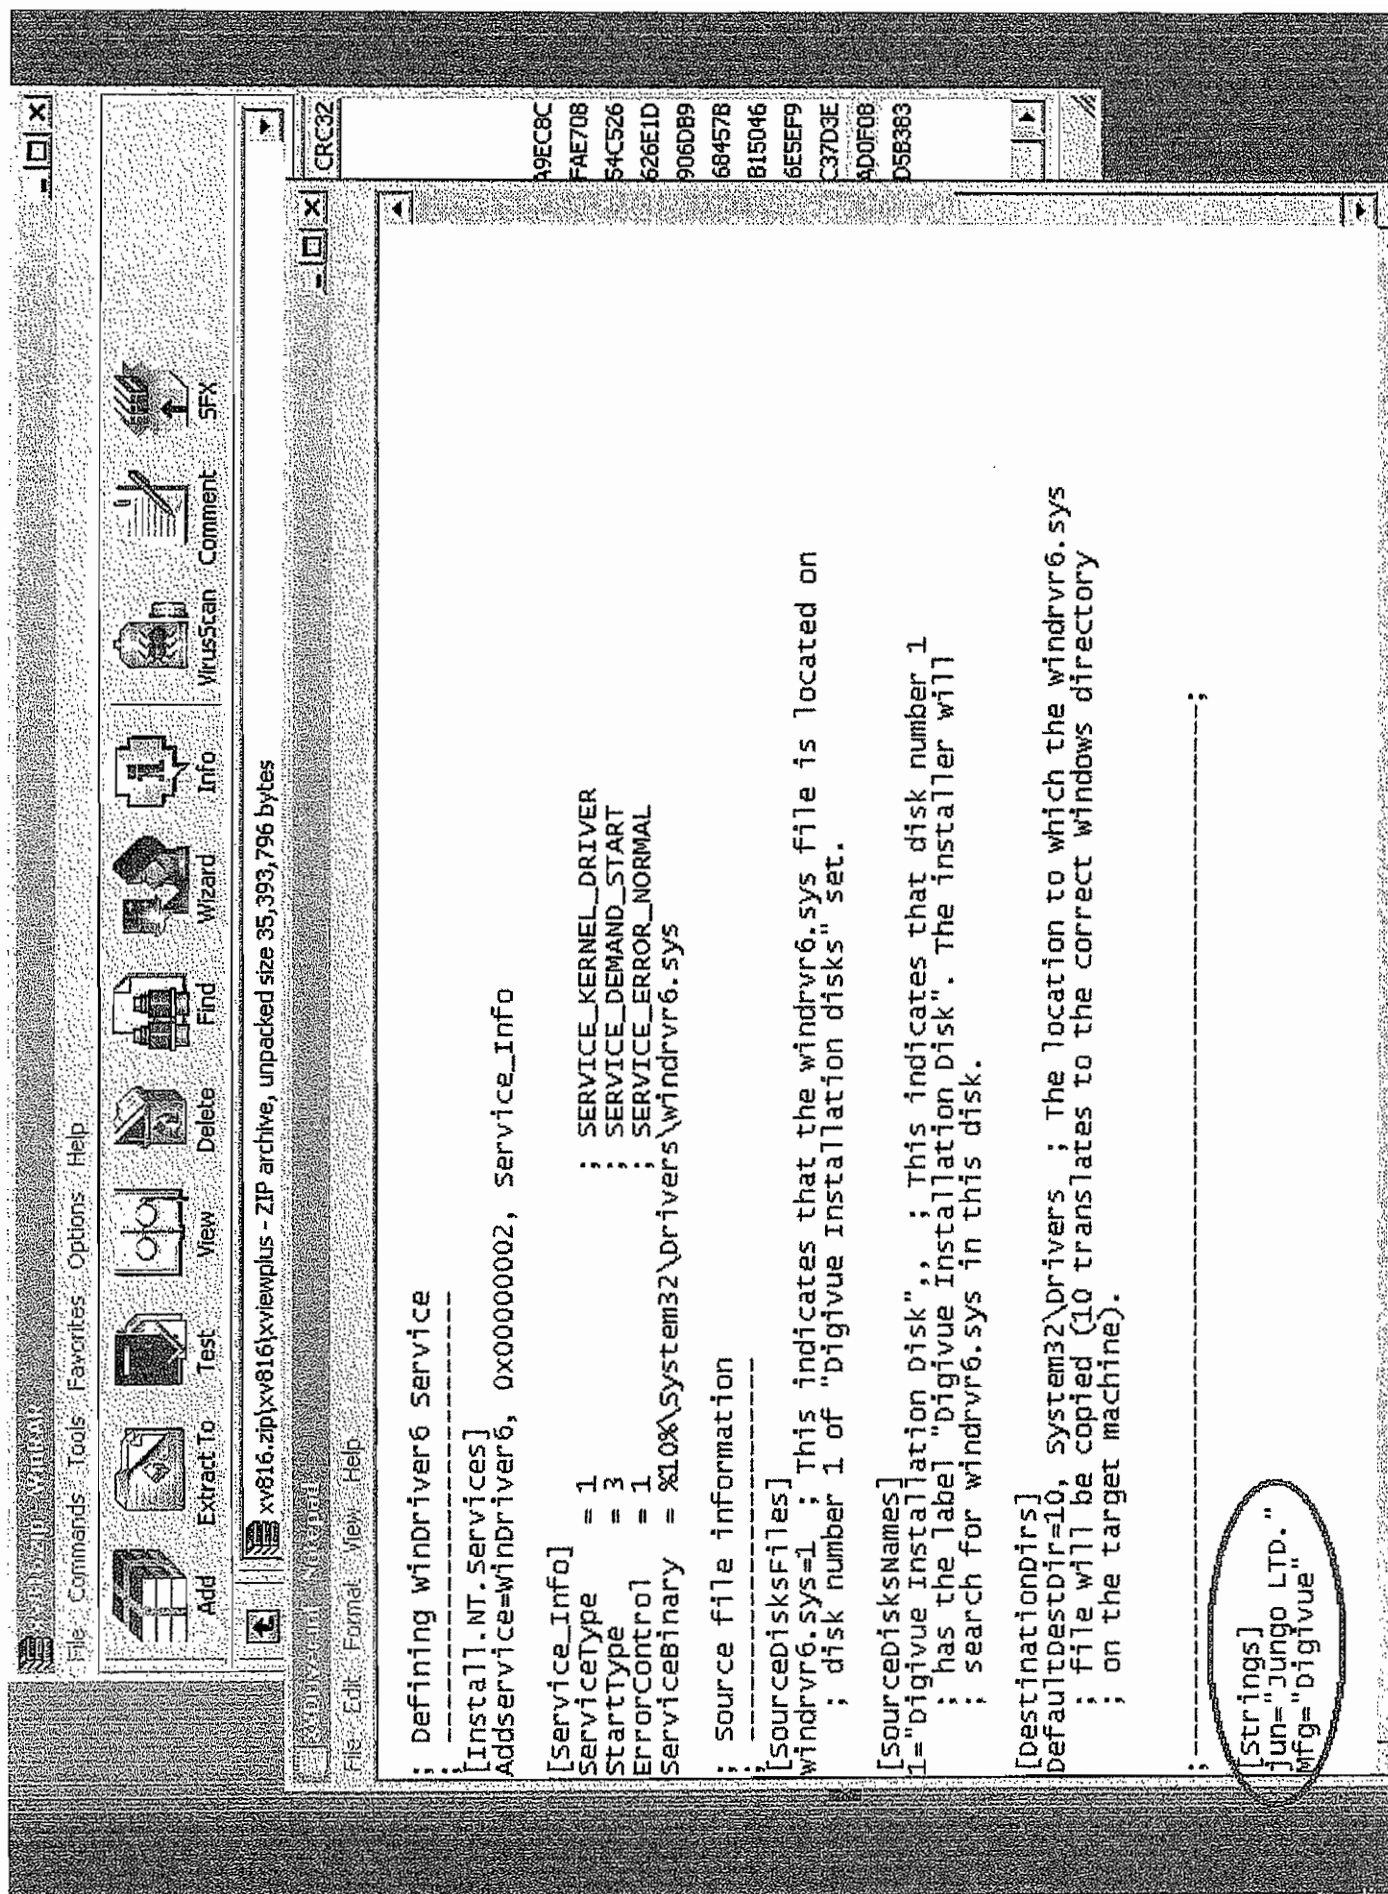 File Commands Tools Favorites Options Help
Add Extract To Test View Delete Find Wizard Info VirusScan Comment SFX
xv816.zip\xv816\xviewplus - ZIP archive, unpacked size 35,393,796 bytes
CRC32
A9EC8C
FAE708
54C526
626E1D
906DB9
68457B
B15046
6E5EF9
C37D3E
AD0F0B
D5B383
File Edit Format View Help
; Defining WinDriver6 Service
;-----------------------------
[Install.NT.Services]
Addservice=WinDriver6, 0x00000002, Service_Info
[Service_Info]
ServiceType = 1 ; SERVICE_KERNEL_DRIVER
StartType = 3 ; SERVICE_DEMAND_START
ErrorControl = 1 ; SERVICE_ERROR_NORMAL
ServiceBinary = %10%\System32\Drivers\windrvr6.sys
; Source file information
;-------------------------
[SourceDisksFiles]
windrvr6.sys=1 ; This indicates that the windrvr6.sys file is located on
; disk number 1 of "Digivue Installation disks" set.
[SourceDisksNames]
1="Digivue Installation Disk",, ; This indicates that disk number 1
; has the label "Digivue Installation Disk". The installer will
; search for windrvr6.sys in this disk.
[DestinationDirs]
DefaultDestDir=10, System32\Drivers ; The location to which the windrvr6.sys
; file will be copied (10 translates to the correct windows directory
; on the target machine).
;----------------------------------------------------------------------;
[Strings]
jun="Jungo LTD."
Mfg="Digivue"